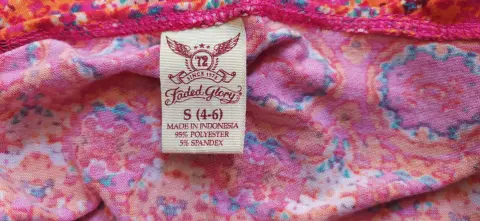 72
SINCE 1972
Faded Glory
S (4-6)
MADE IN INDONESIA
95% POLYESTER
5% SPANDEX